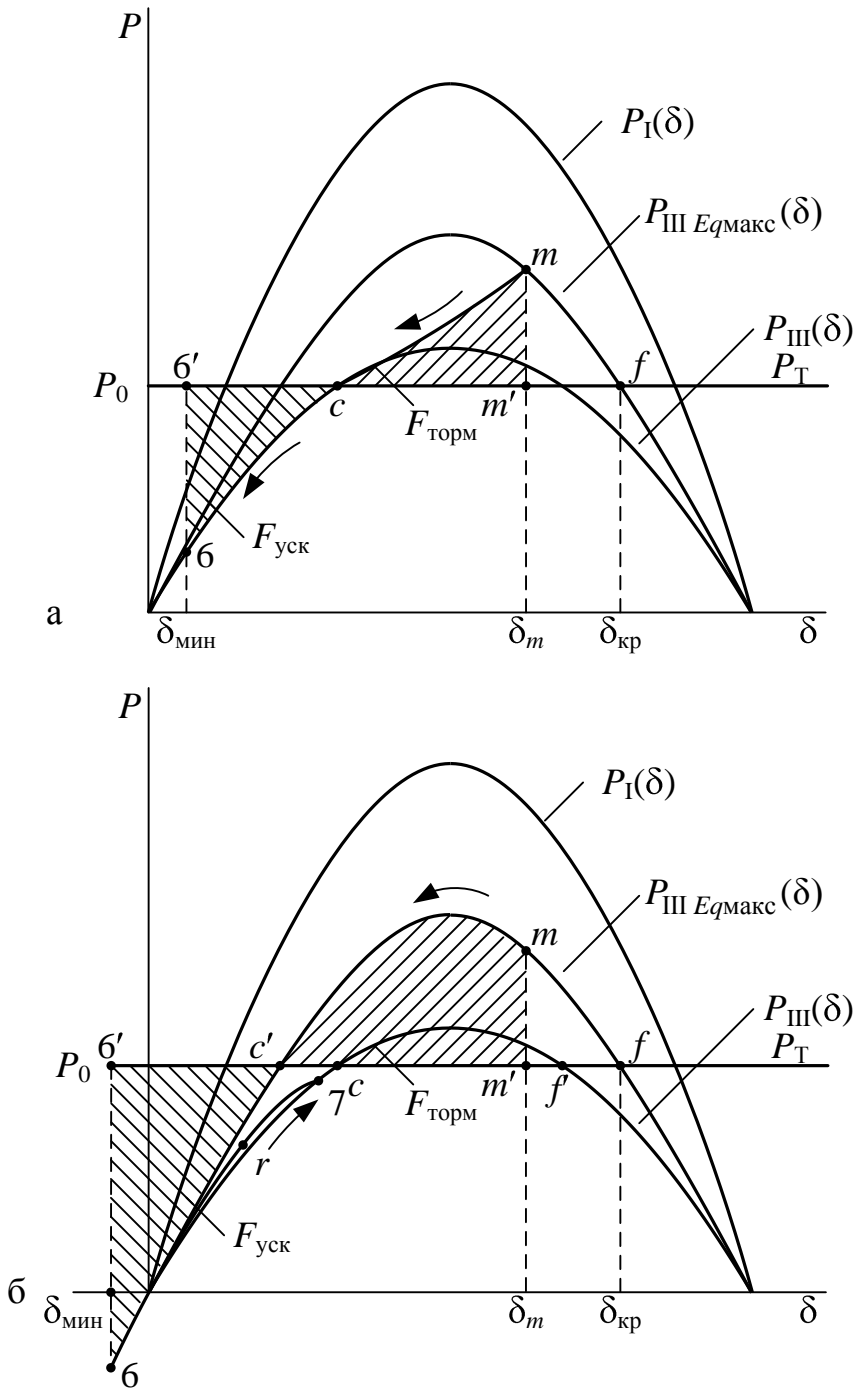 P
P_I(δ)
P_III Eqмакс(δ)
m
P_III(δ)
6′
f
P_T
P_0
c
m′
F_торм
F_уск
6
а
δ_мин
δ_m
δ_кр
δ
P
P_I(δ)
P_III Eqмакс(δ)
m
P_III(δ)
6′
c′
f
P_T
P_0
7
c
F_торм
m′
f′
r
F_уск
б
δ_мин
δ_m
δ_кр
δ
6